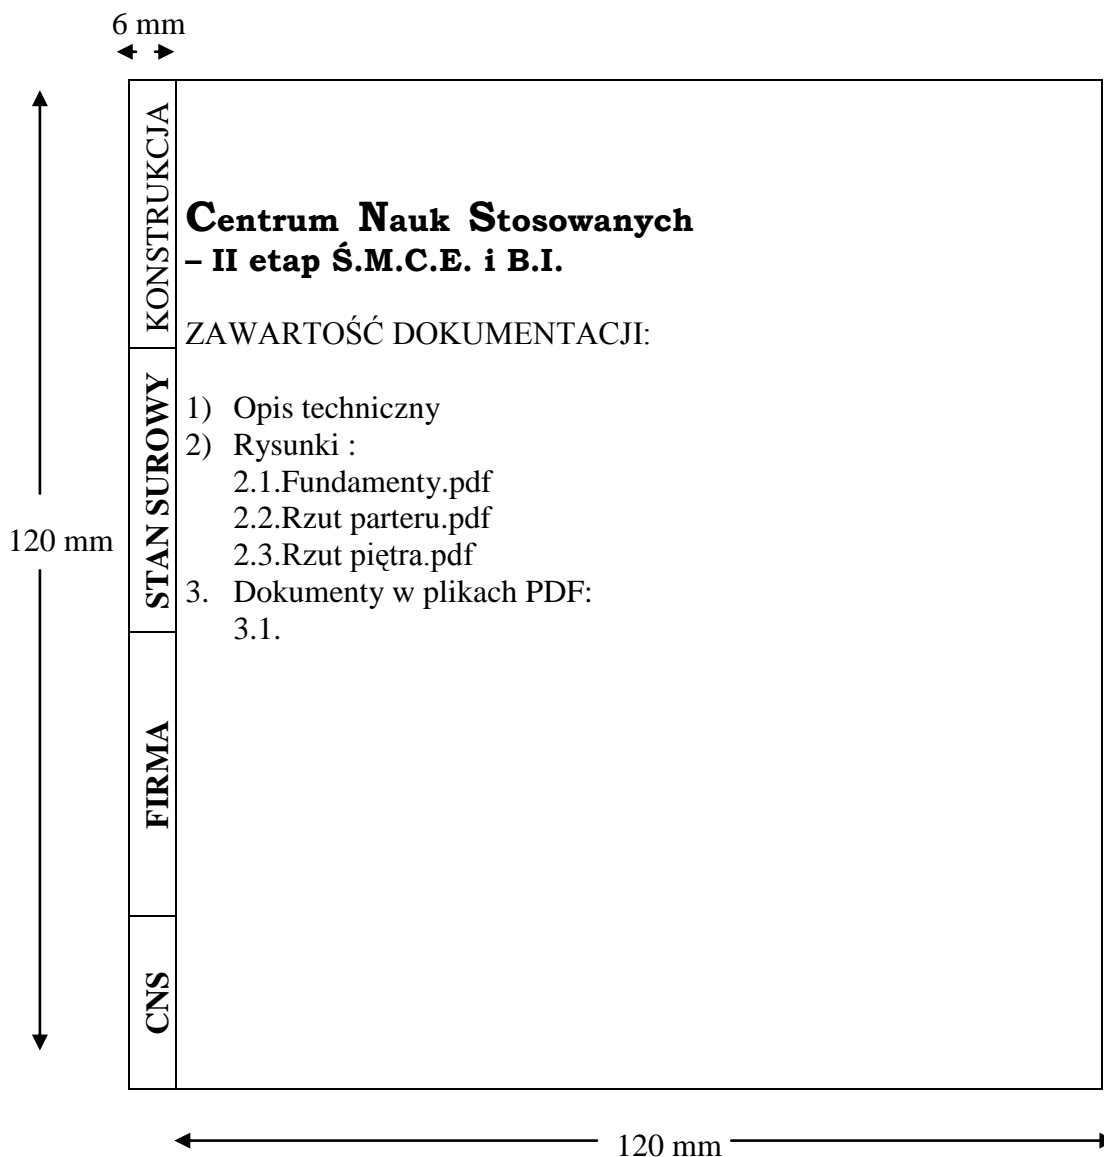 6 mm
KONSTRUKCJA
Centrum Nauk Stosowanych
– II etap Ś.M.C.E. i B.I.
ZAWARTOŚĆ DOKUMENTACJI:
STAN SUROWY
1) Opis techniczny
2) Rysunki :
2.1.Fundamenty.pdf
2.2.Rzut parteru.pdf
2.3.Rzut piętra.pdf
120 mm
3. Dokumenty w plikach PDF:
3.1.
FIRMA
CNS
120 mm